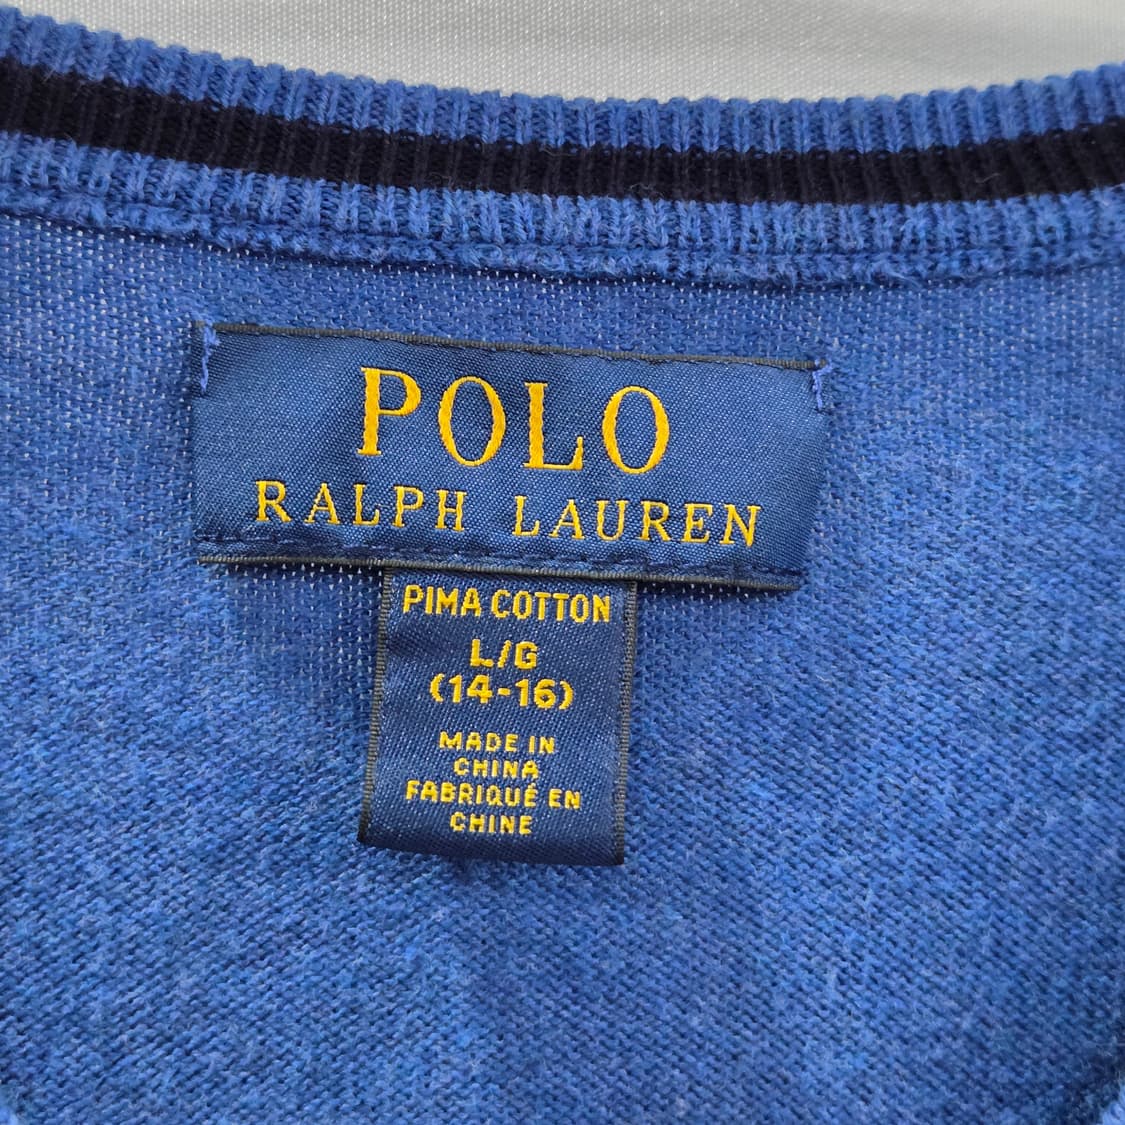 POLO
RALPH LAUREN
PIMA COTTON
L/G
(14-16)
MADE IN
CHINA
FABRIQUÉ EN
CHINE